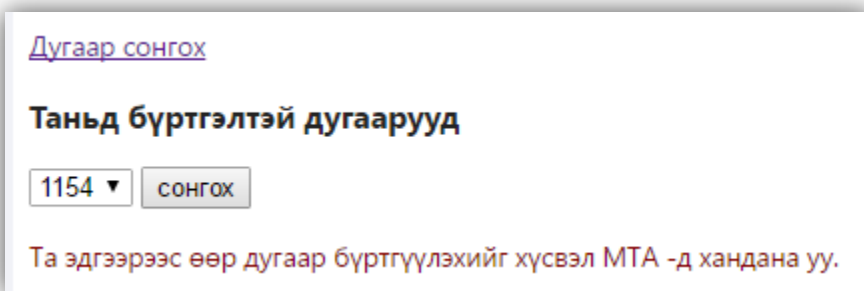 Дугаар сонгох
Таньд бүртгэлтэй дугаарууд
1154 ▼ сонгох
Та эдгээрээс өөр дугаар бүртгүүлэхийг хүсвэл МТА -д хандана уу.